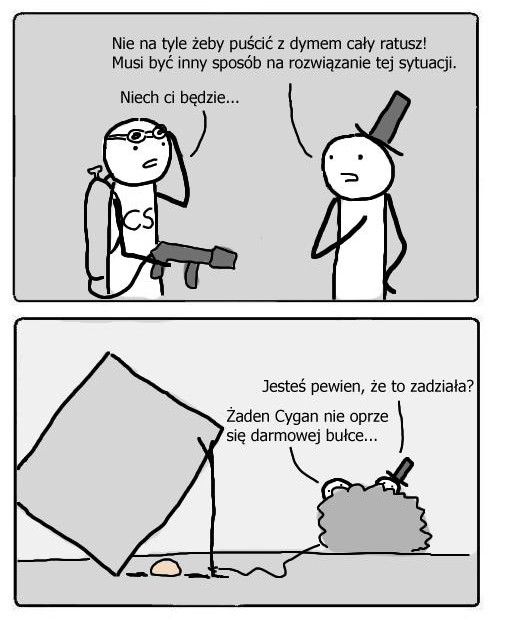 Nie na tyle żeby puścić z dymem cały ratusz!
Musi być inny sposób na rozwiązanie tej sytuacji.
Niech ci będzie...
CS
Jesteś pewien, że to zadziała?
Żaden Cygan nie oprze
się darmowej bułce...